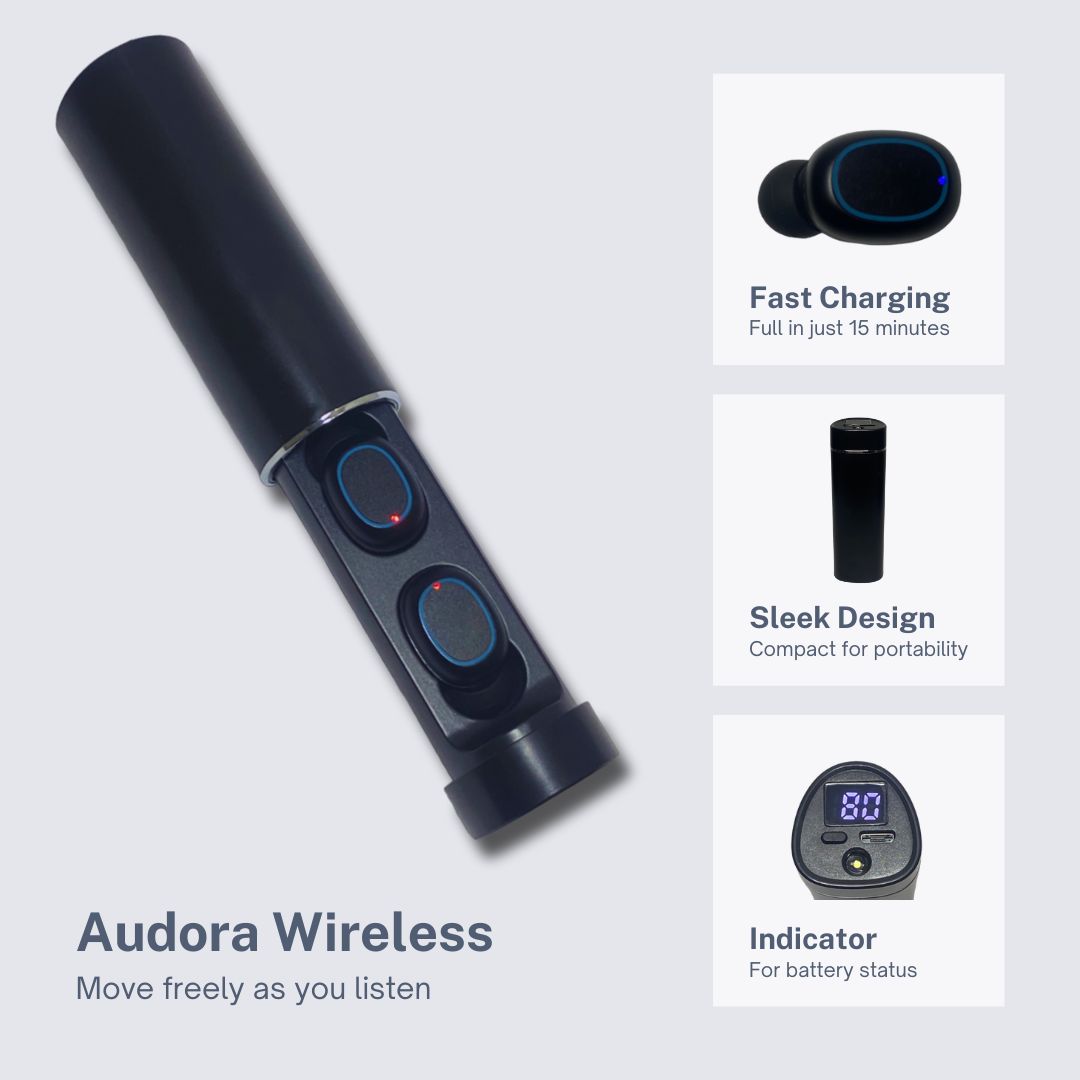 Audora Wireless
Move freely as you listen
Fast Charging
Full in just 15 minutes
Sleek Design
Compact for portability
80
Indicator
For battery status